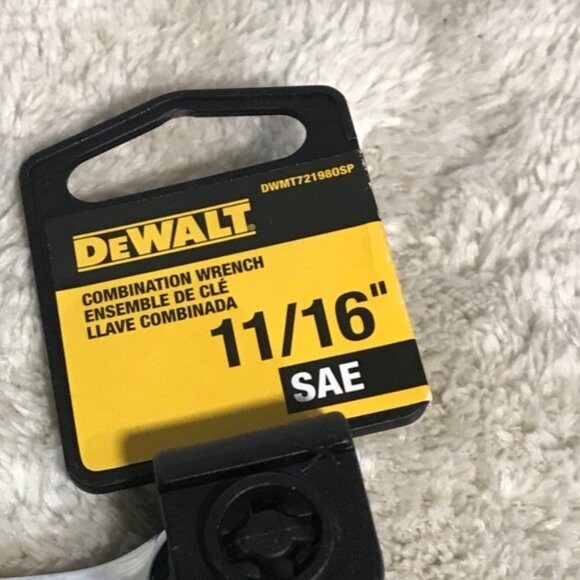 DWMT72198OSP
DEWALT®
COMBINATION WRENCH
ENSEMBLE DE CLÉ
LLAVE COMBINADA
11/16"
SAE